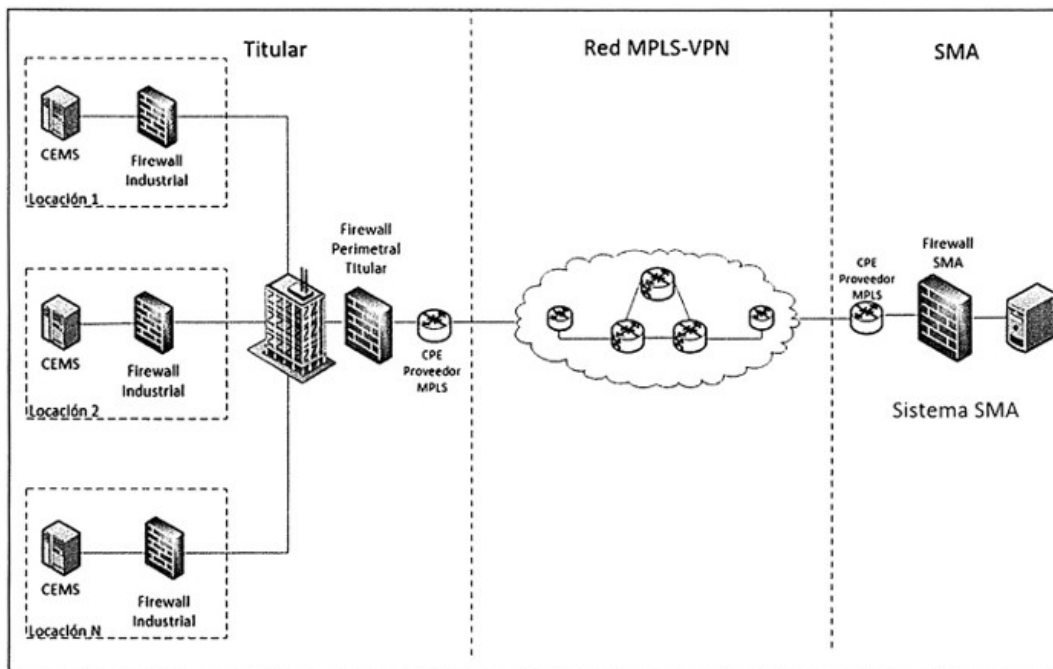 Titular
Red MPLS-VPN
SMA
CEMS
Firewall
Industrial
Locación 1
CEMS
Firewall
Industrial
Locación 2
CEMS
Firewall
Industrial
Locación N
Firewall
Perimetral
Titular
CPE
Proveedor
MPLS
CPE
Proveedor
MPLS
Firewall
SMA
Sistema SMA